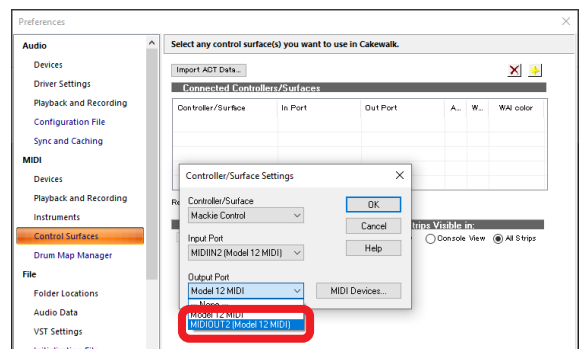 Preferences
Audio
Devices
Driver Settings
Playback and Recording
Configuration File
Sync and Caching
MIDI
Devices
Playback and Recording
Instruments
Control Surfaces
Drum Map Manager
File
Folder Locations
Audio Data
VST Settings
Select any control surface(s) you want to use in Cakewalk.
Import ACT Data...
Connected Controllers/Surfaces
Controller/Surface In Port Out Port A... W... WAI color
Controller/Surface Settings
Controller/Surface
Mackie Control
Input Port
MIDIIN2 (Model 12 MIDI)
Output Port
Model 12 MIDI
--- None ---
Model 12 MIDI
MIDIOUT2 (Model 12 MIDI)
OK
Cancel
Help
MIDI Devices...
Strips Visible in:
Console View All Strips